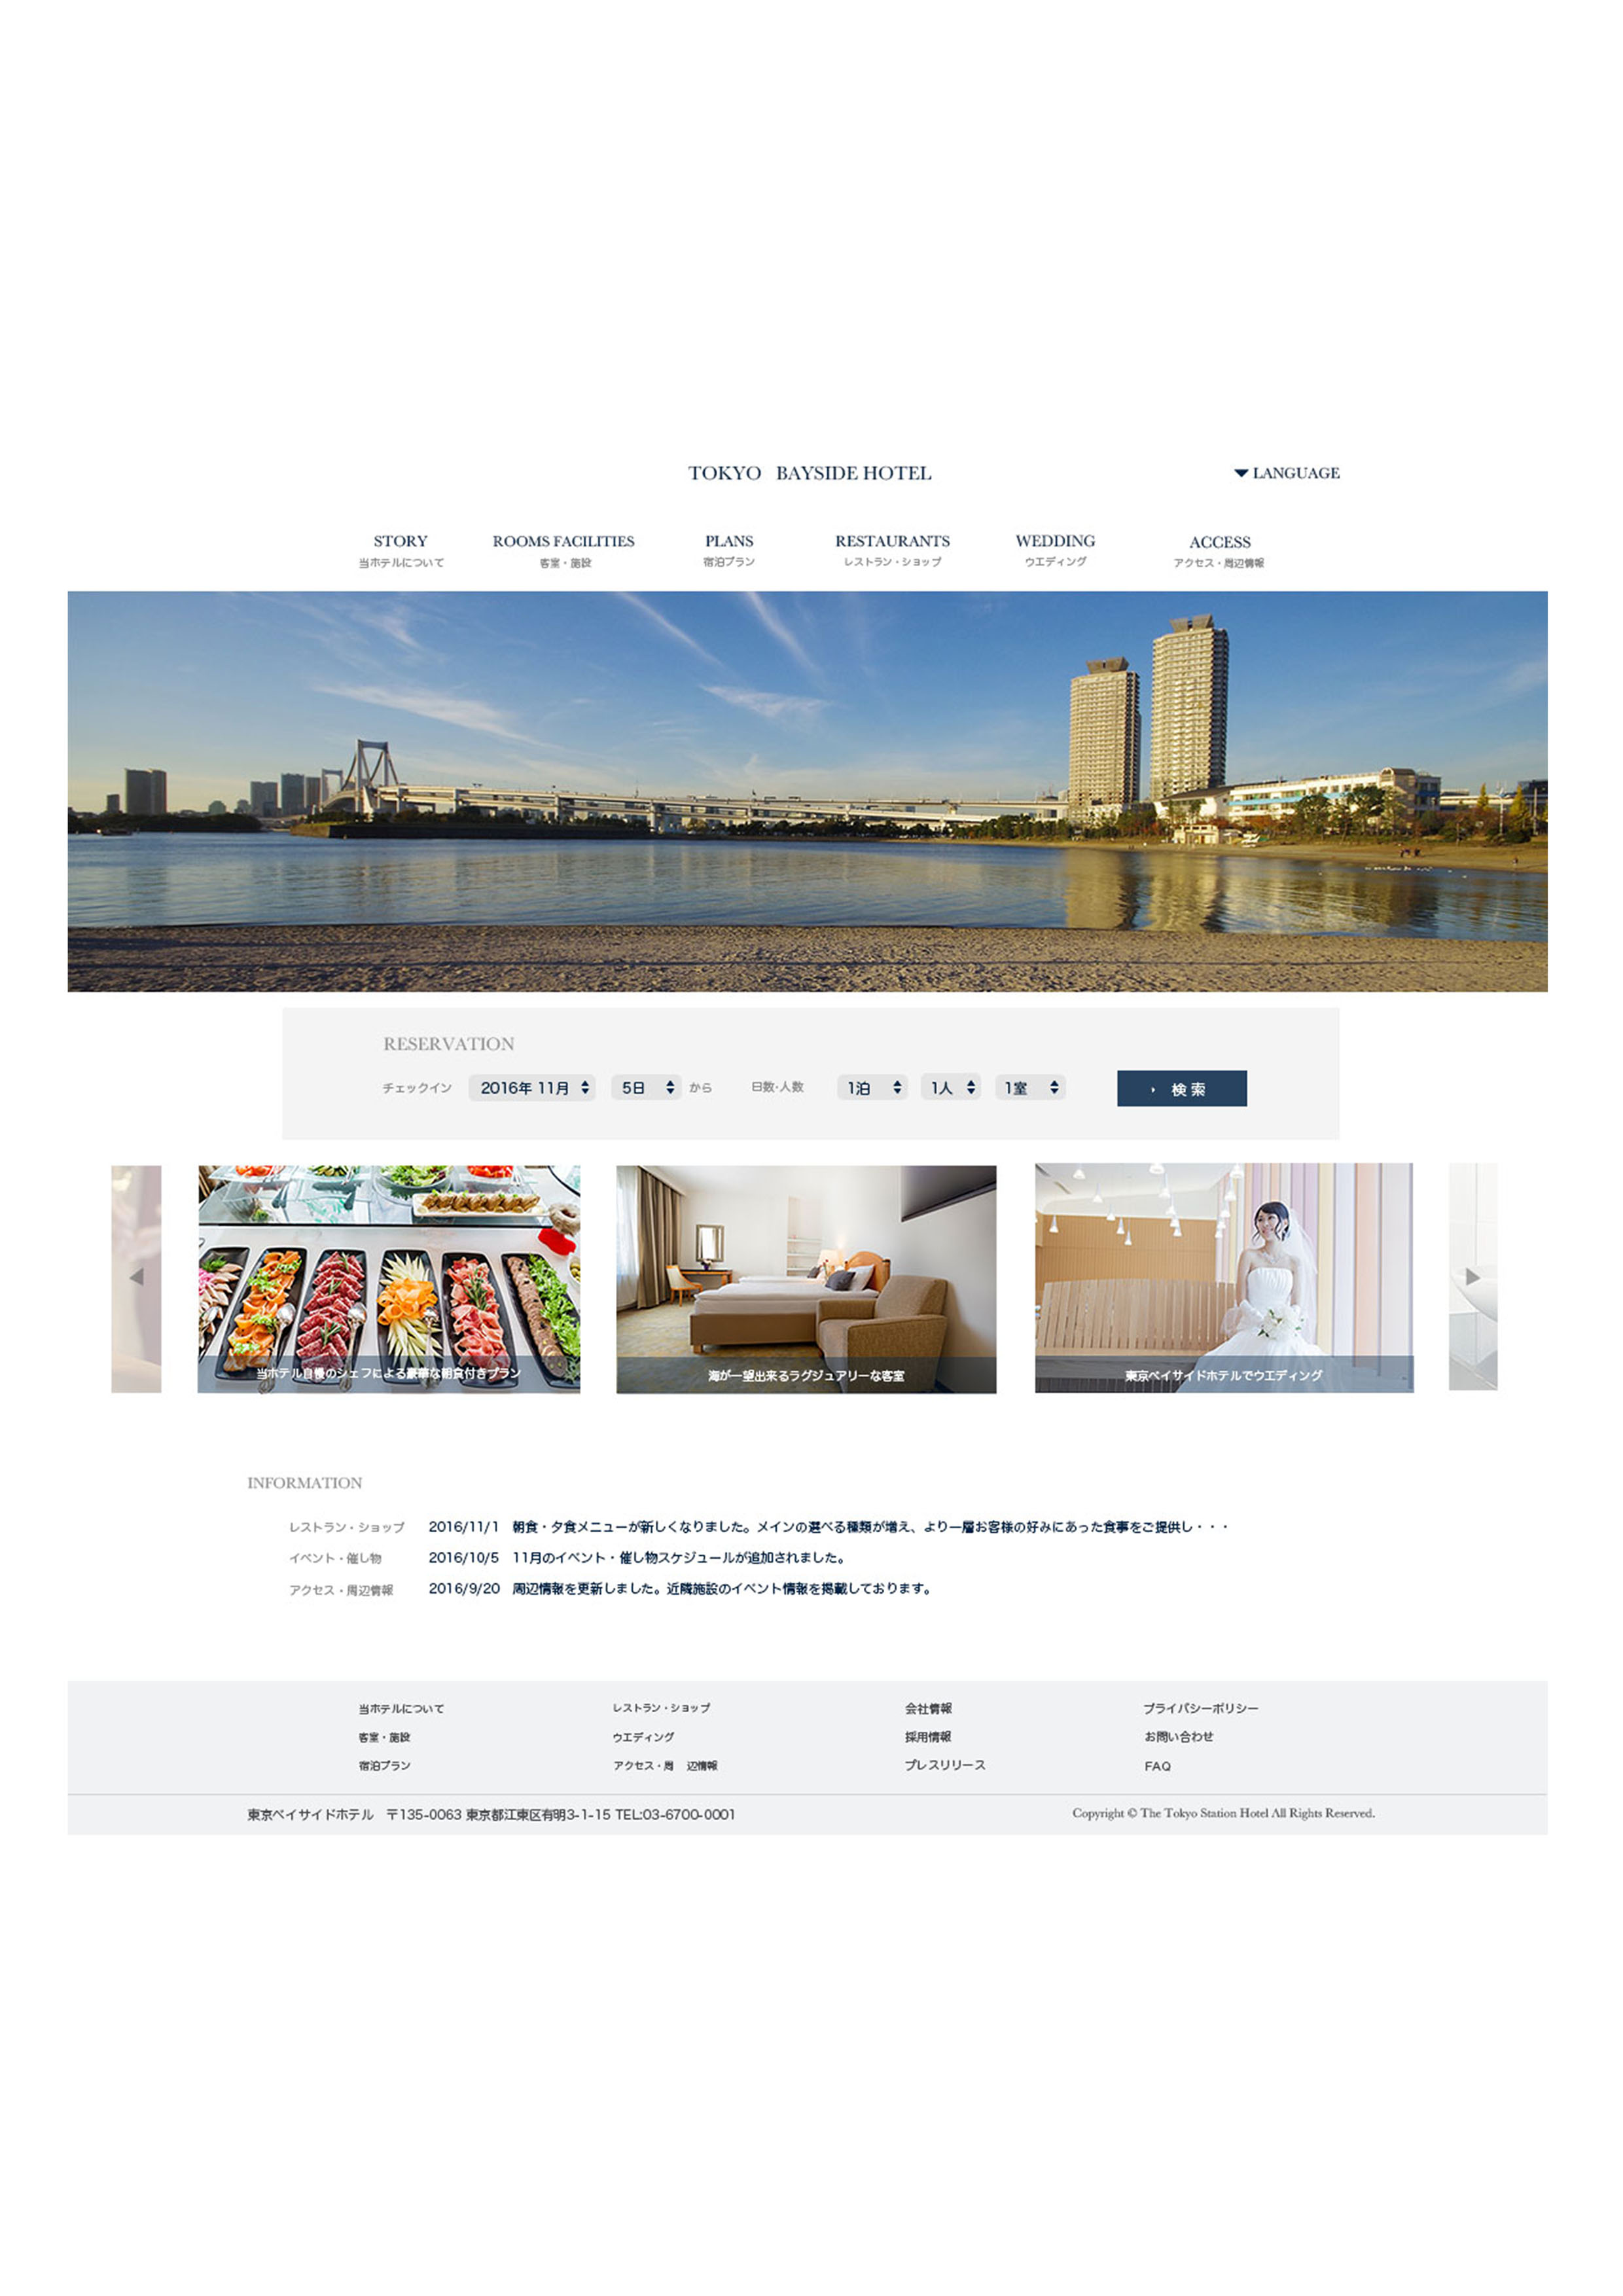 TOKYO BAYSIDE HOTEL
LANGUAGE
STORY ROOMS FACILITIES PLANS RESTAURANTS WEDDING ACCESS
当ホテルについて 客室・施設 宿泊プラン レストラン・ショップ ウエディング アクセス・周辺情報
RESERVATION
チェックイン 2016年 11月 5日 から 日数・人数 1泊 1人 1室 検 索
当ホテル自慢のシェフによる豪華な朝食付きプラン
海が一望出来るラグジュアリーな客室
東京ベイサイドホテルでウエディング
INFORMATION
レストラン・ショップ 2016/11/1 朝食・夕食メニューが新しくなりました。メインの選べる種類が増え、より一層お客様の好みにあった食事をご提供し・・・
イベント・催し物 2016/10/5 11月のイベント・催し物スケジュールが追加されました。
アクセス・周辺情報 2016/9/20 周辺情報を更新しました。近隣施設のイベント情報を掲載しております。
当ホテルについて レストラン・ショップ 会社情報 プライバシーポリシー
客室・施設 ウエディング 採用情報 お問い合わせ
宿泊プラン アクセス・周 辺情報 プレスリリース FAQ
東京ベイサイドホテル 〒135-0063 東京都江東区有明3-1-15 TEL:03-6700-0001
Copyright © The Tokyo Station Hotel All Rights Reserved.